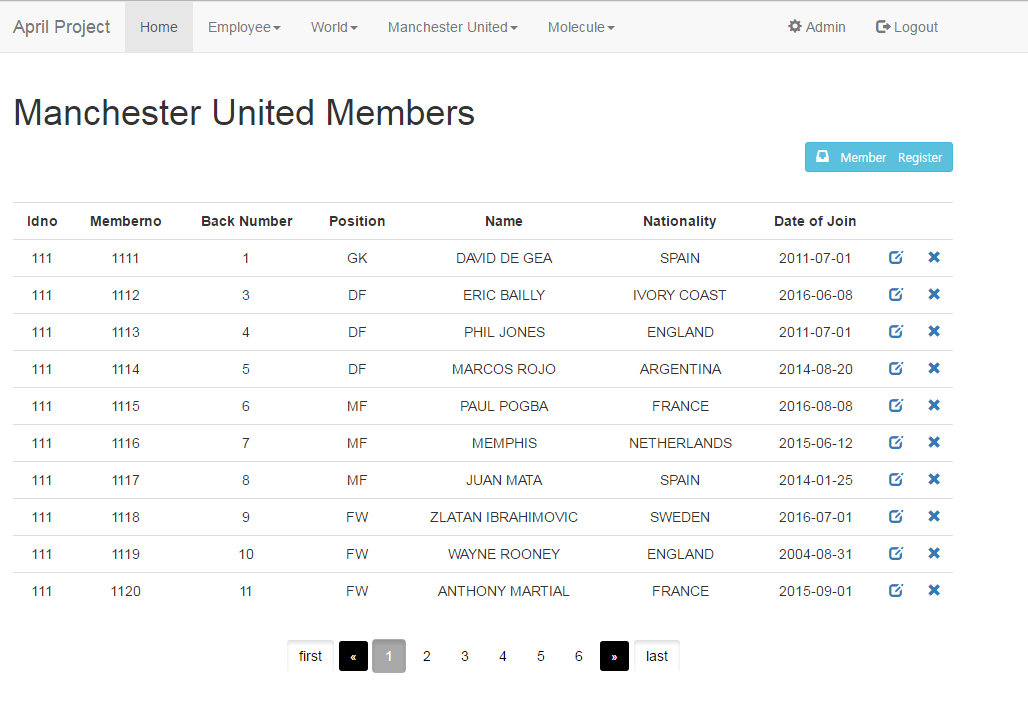 April Project Home Employee World Manchester United Molecule Admin Logout
Manchester United Members
Member Register
Idno Memberno Back Number Position Name Nationality Date of Join
111 1111 1 GK DAVID DE GEA SPAIN 2011-07-01
111 1112 3 DF ERIC BAILLY IVORY COAST 2016-06-08
111 1113 4 DF PHIL JONES ENGLAND 2011-07-01
111 1114 5 DF MARCOS ROJO ARGENTINA 2014-08-20
111 1115 6 MF PAUL POGBA FRANCE 2016-08-08
111 1116 7 MF MEMPHIS NETHERLANDS 2015-06-12
111 1117 8 MF JUAN MATA SPAIN 2014-01-25
111 1118 9 FW ZLATAN IBRAHIMOVIC SWEDEN 2016-07-01
111 1119 10 FW WAYNE ROONEY ENGLAND 2004-08-31
111 1120 11 FW ANTHONY MARTIAL FRANCE 2015-09-01
first « 1 2 3 4 5 6 » last